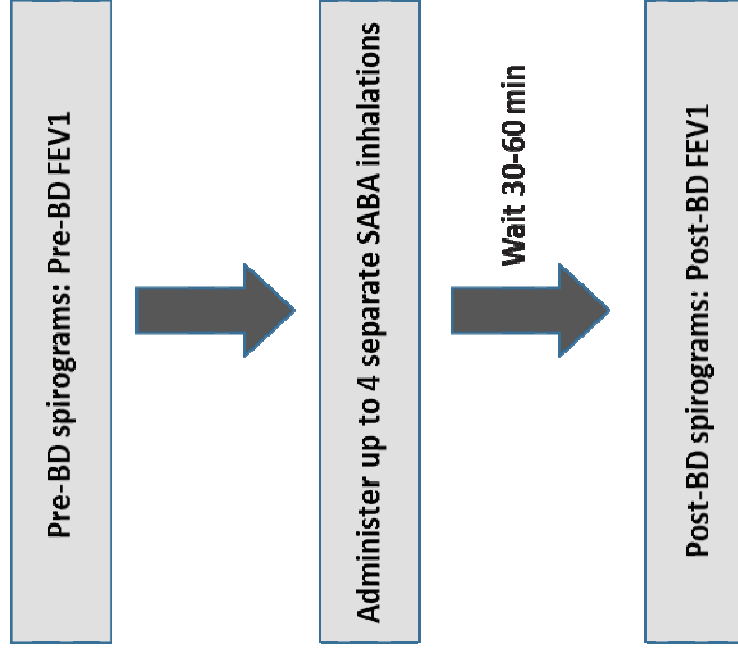 Pre-BD spirograms: Pre-BD FEV1
Administer up to 4 separate SABA inhalations
Wait 30-60 min
Post-BD spirograms: Post-BD FEV1